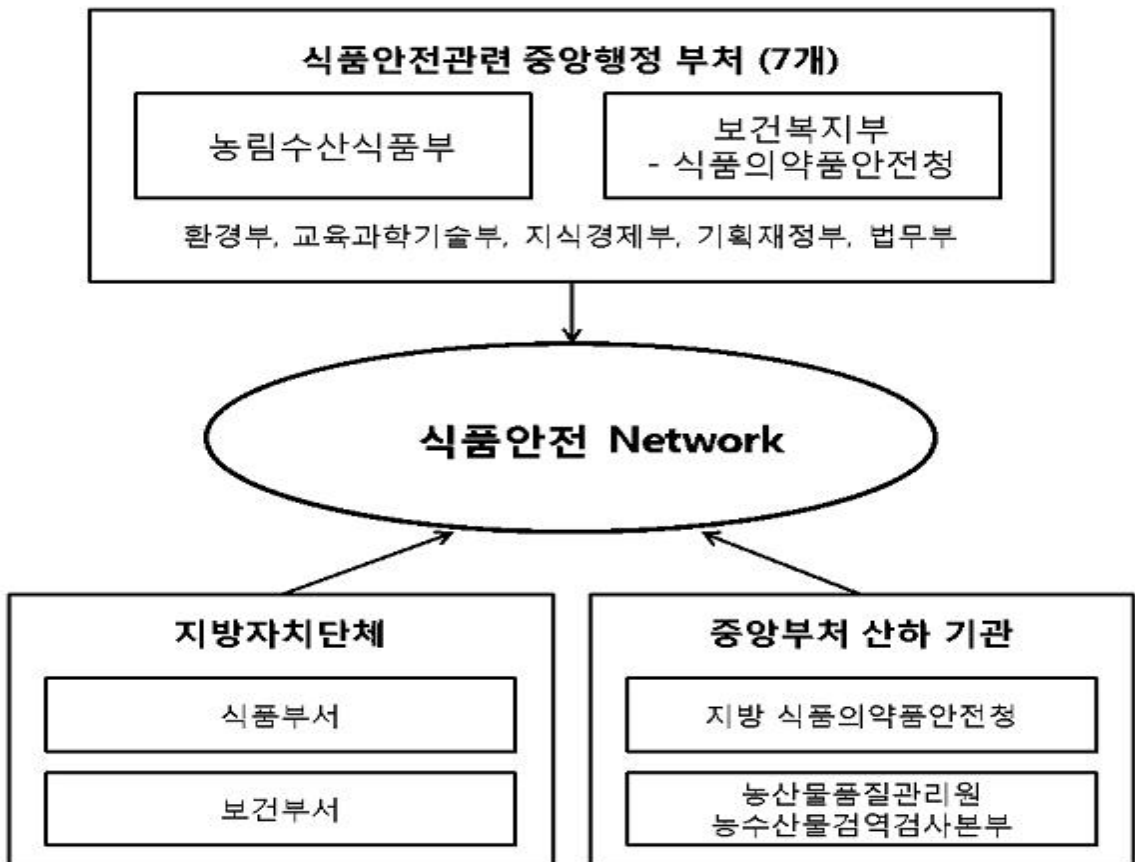 식품안전관련 중앙행정 부처 (7개)
농림수산식품부
보건복지부
- 식품의약품안전청
환경부, 교육과학기술부, 지식경제부, 기획재정부, 법무부
식품안전 Network
지방자치단체
식품부서
보건부서
중앙부처 산하 기관
지방 식품의약품안전청
농산물품질관리원
농수산물검역검사본부